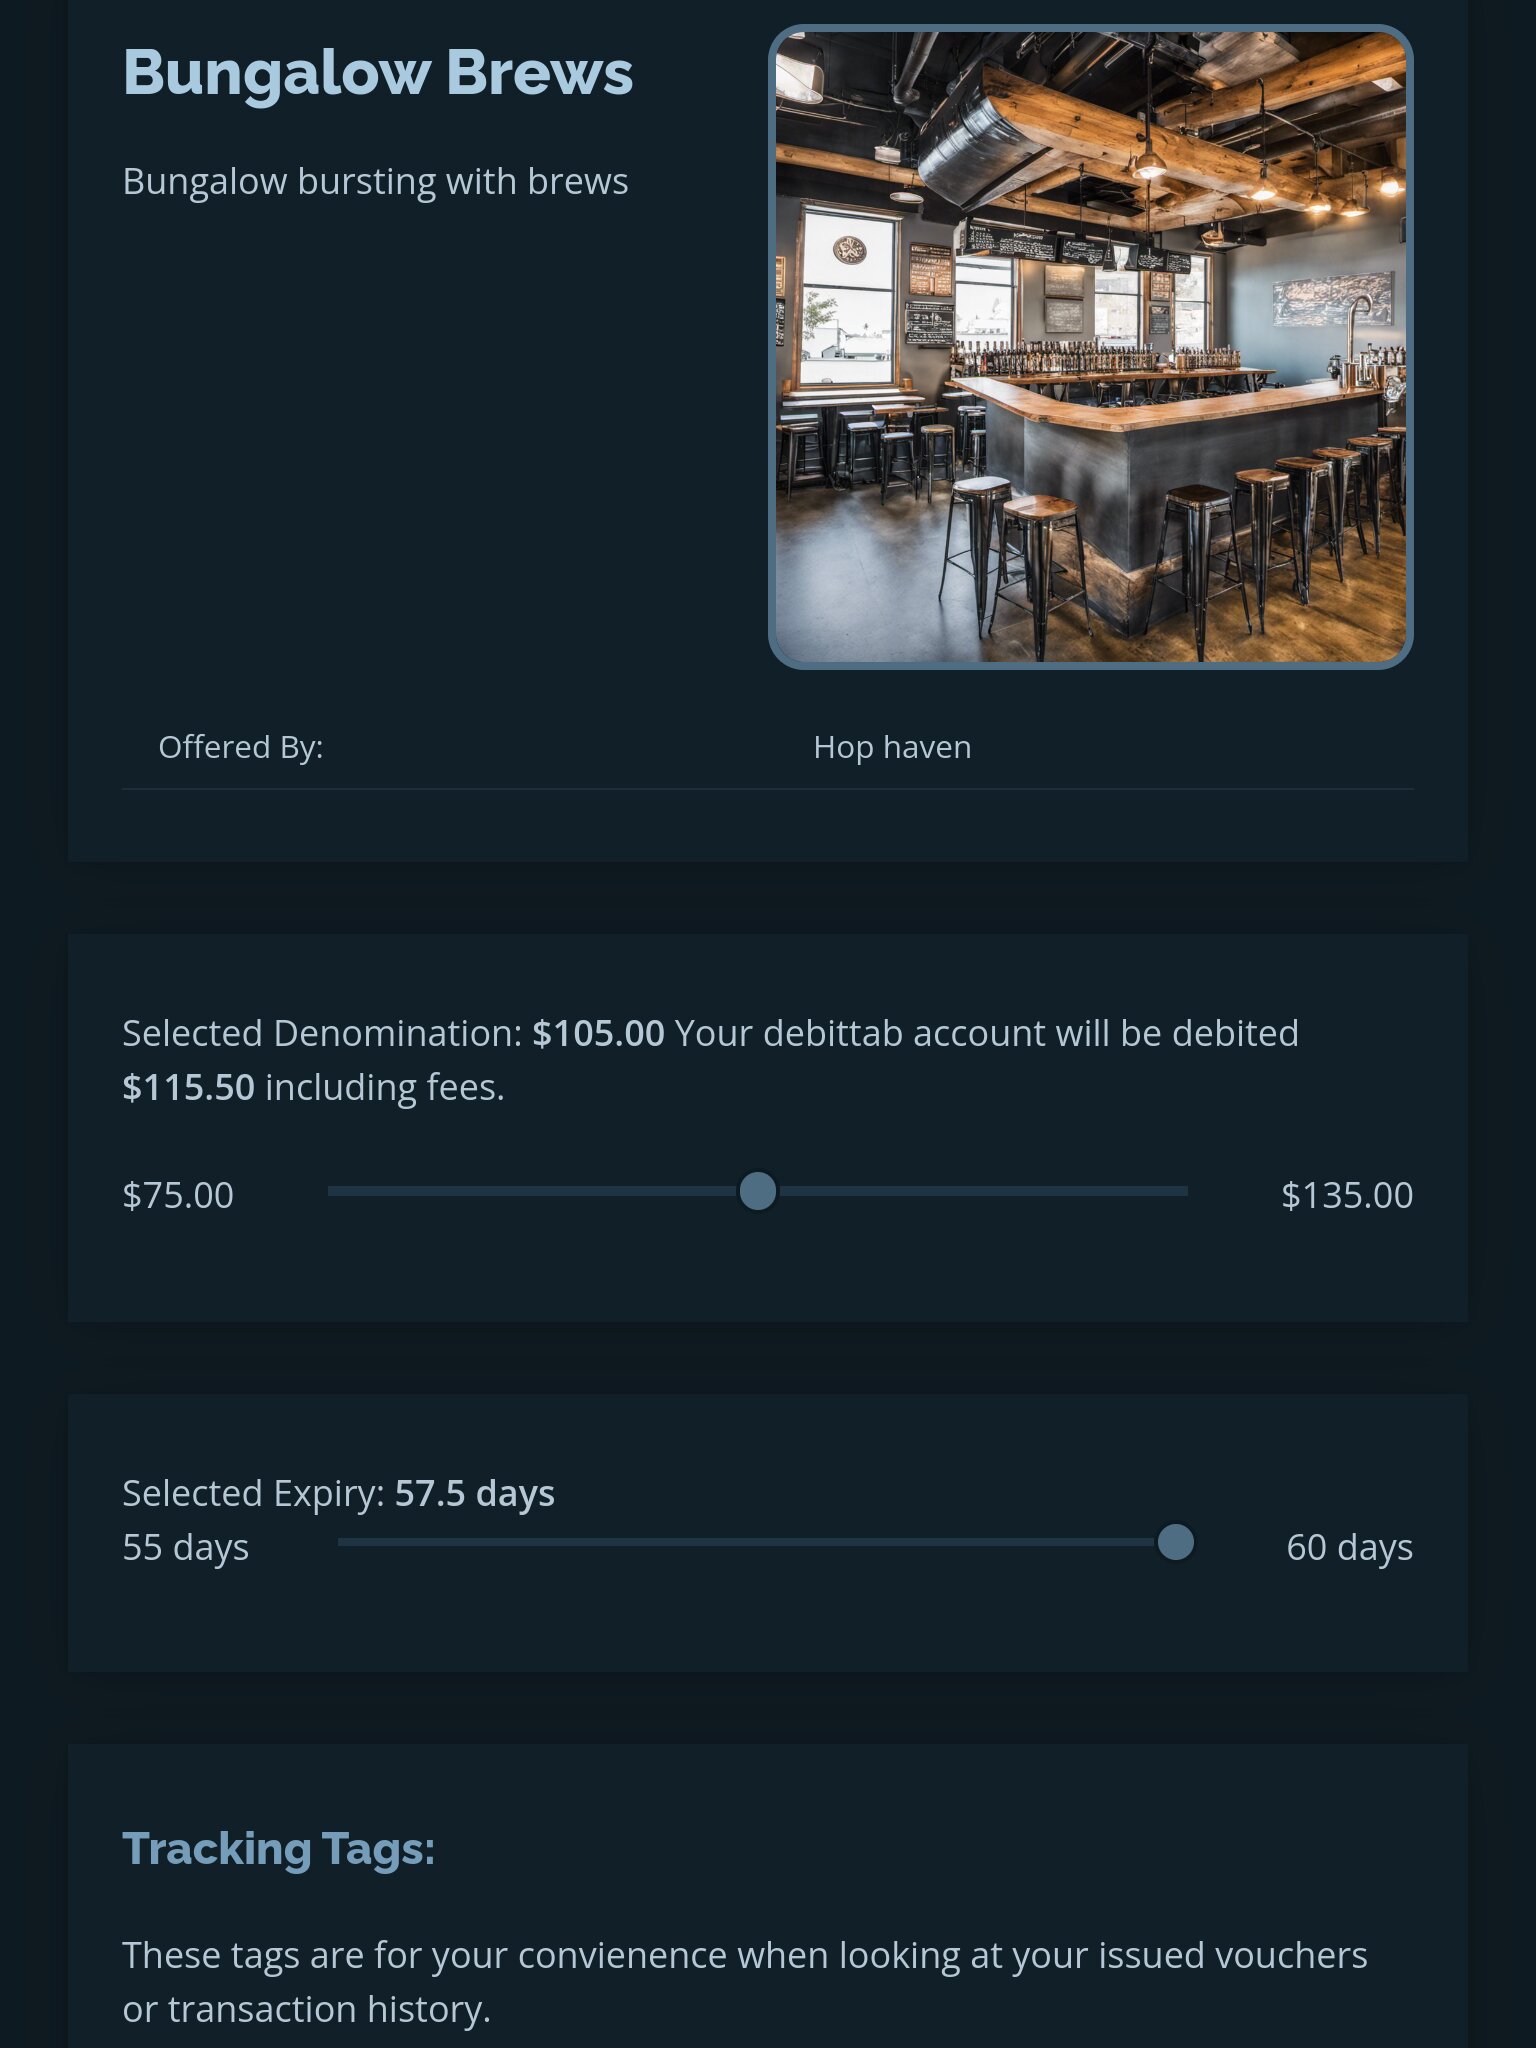 Bungalow Brews
Bungalow bursting with brews
Offered By:
Hop haven
Selected Denomination: $105.00 Your debittab account will be debited
$115.50 including fees.
$75.00
$135.00
Selected Expiry: 57.5 days
55 days
60 days
Tracking Tags:
These tags are for your convienence when looking at your issued vouchers
or transaction history.